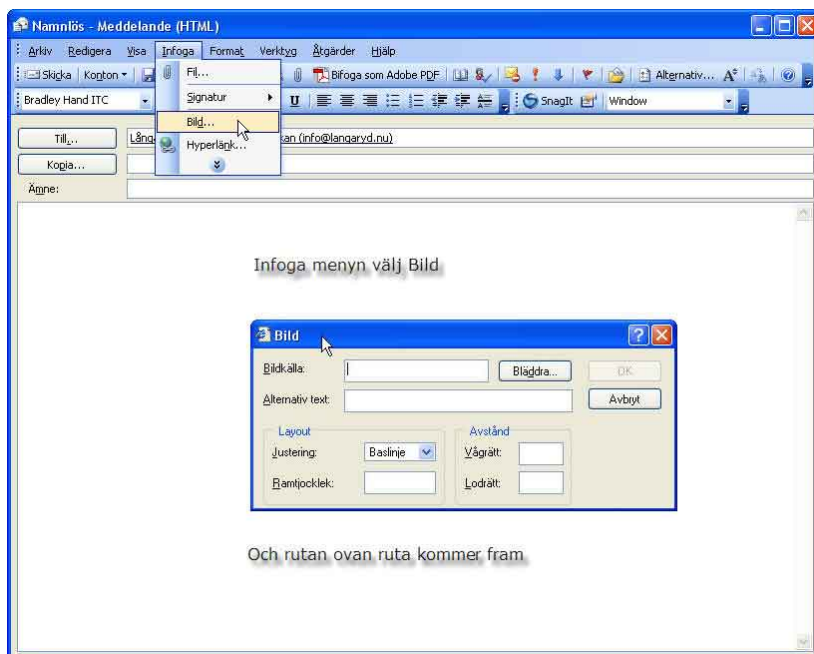 Namnlös - Meddelande (HTML)
Arkiv Redigera Visa Infoga Format Verktyg Åtgärder Hjälp
Skicka Konton Bifoga som Adobe PDF Alternativ...
Bradley Hand ITC U SnagIt Window
Fil...
Signatur
Bild...
Hyperlänk...
Till... kan (info@langaryd.nu)
Kopia...
Ämne:
Infoga menyn välj Bild
Bild
Bildkälla: Bläddra... OK
Alternativ text: Avbryt
Layout Avstånd
Justering: Baslinje Vågrätt:
Ramtjocklek: Lodrätt:
Och rutan ovan ruta kommer fram